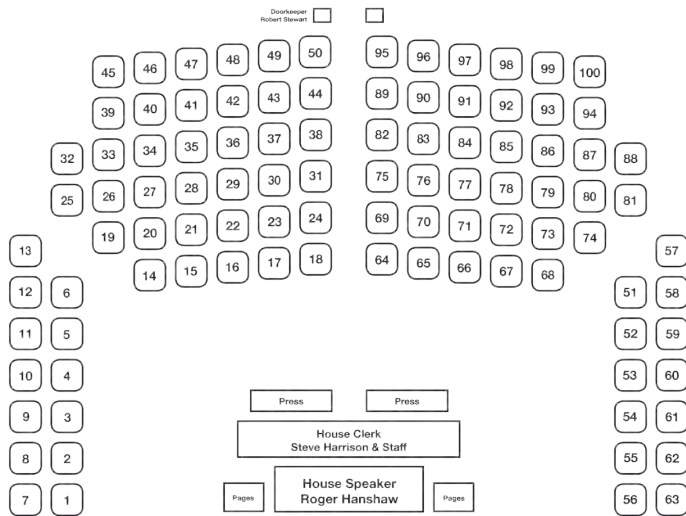 Doorkeeper
Robert Stewart
45 46 47 48 49 50 95 96 97 98 99 100
39 40 41 42 43 44 89 90 91 92 93 94
32 33 34 35 36 37 38 82 83 84 85 86 87 88
25 26 27 28 29 30 31 75 76 77 78 79 80 81
19 20 21 22 23 24 69 70 71 72 73 74
13 14 15 16 17 18 64 65 66 67 68 57
12 6 51 58
11 5 52 59
10 4 53 60
Press Press
9 3 54 61
House Clerk
Steve Harrison & Staff
8 2 55 62
House Speaker
Roger Hanshaw
7 1 Pages Pages 56 63